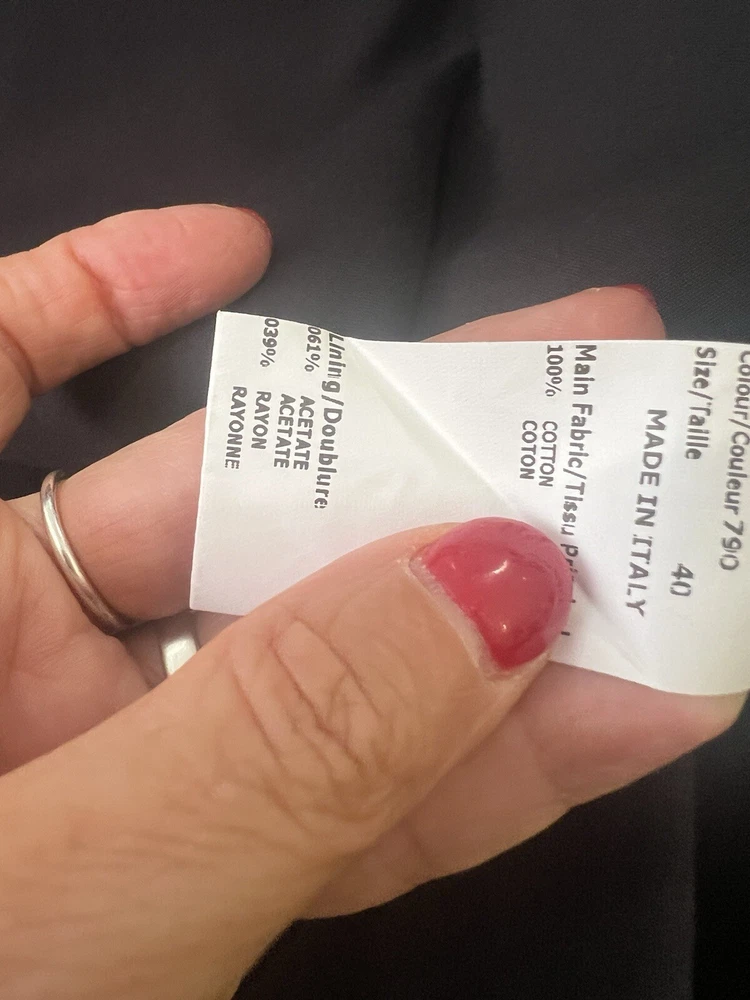 Colour/Couleur 790
Size/Taille 40
MADE IN ITALY
Main Fabric/Tissu
100% COTTON
COTON
Lining/Doublure
061% ACETATE
ACETATE
039% RAYON
RAYONNE